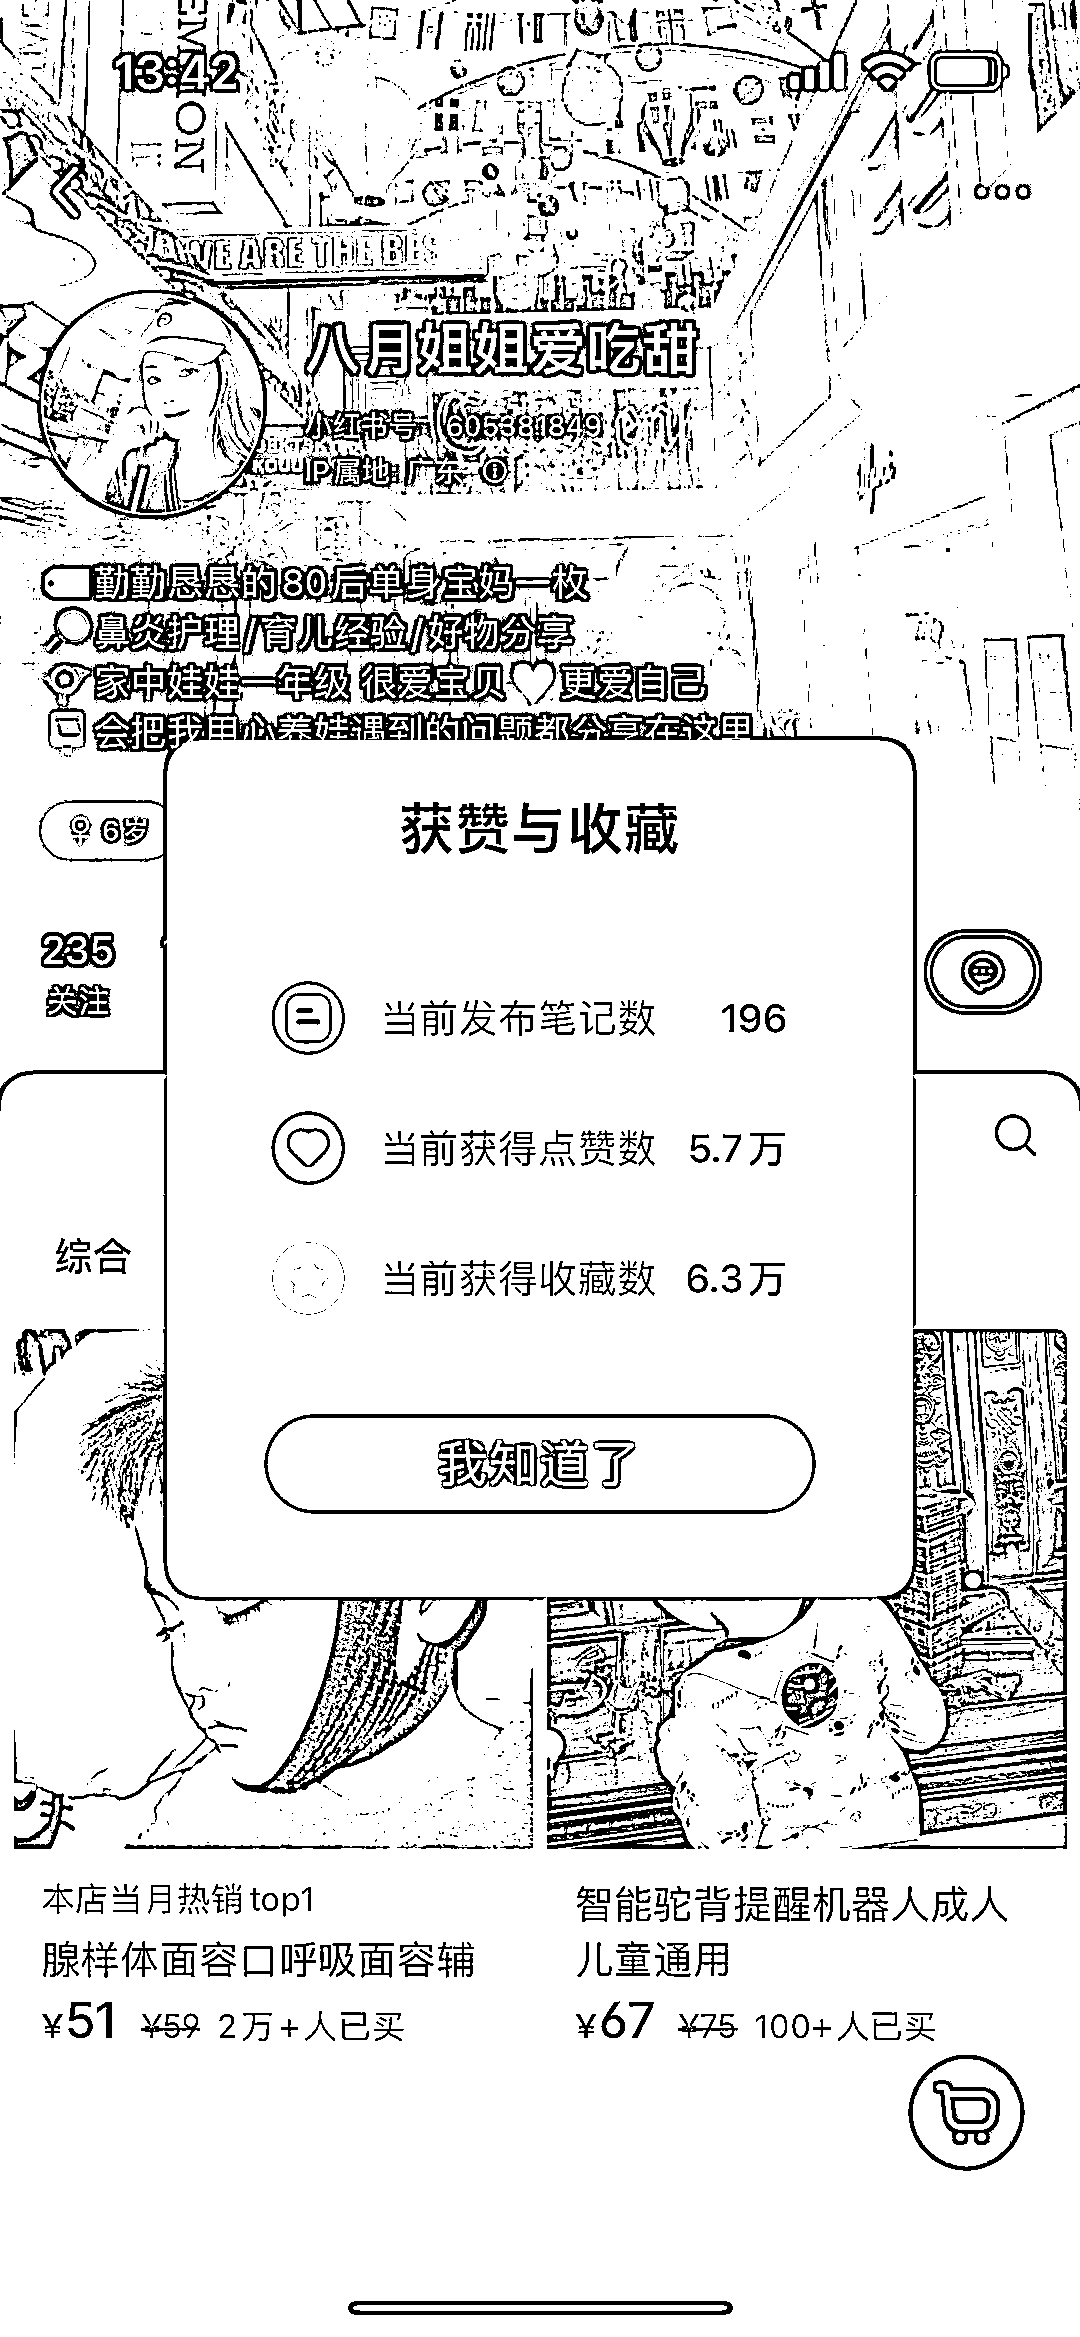 13:42
EMON
WE ARE THE BE
八月姐姐爱吃甜
小红书号:605381849
IP属地:广东
勤勤恳恳的80后单身宝妈一枚
鼻炎护理/育儿经验/好物分享
家中娃娃一年级 很爱宝贝♡更爱自己
会把我用心养娃遇到的问题都分享在这里
6岁
获赞与收藏
235
关注
当前发布笔记数 196
当前获得点赞数 5.7万
综合
当前获得收藏数 6.3万
我知道了
本店当月热销top1
腺样体面容口呼吸面容辅
¥51 ¥59 2万+人已买
智能驼背提醒机器人成人
儿童通用
¥67 ¥75 100+人已买